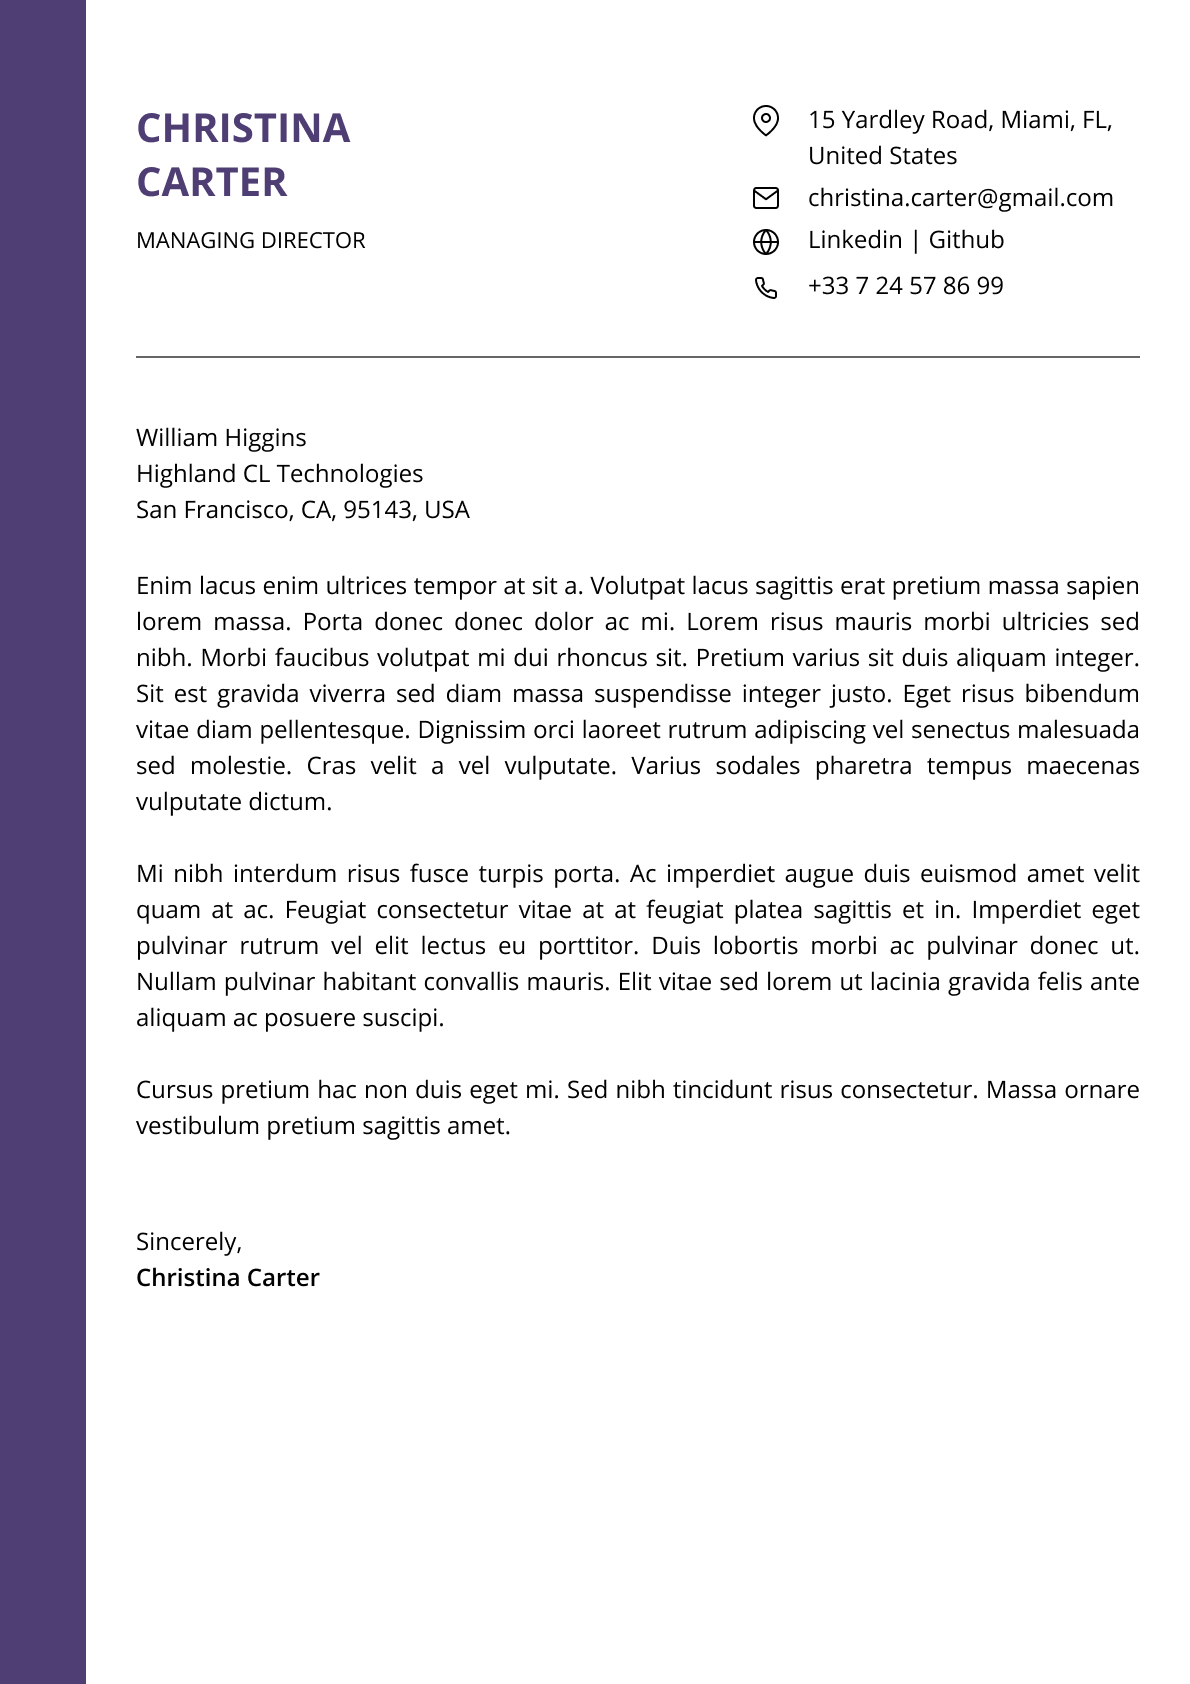 CHRISTINA
CARTER
MANAGING DIRECTOR
15 Yardley Road, Miami, FL,
United States
christina.carter@gmail.com
Linkedin | Github
+33 7 24 57 86 99
William Higgins
Highland CL Technologies
San Francisco, CA, 95143, USA
Enim lacus enim ultrices tempor at sit a. Volutpat lacus sagittis erat pretium massa sapien
lorem massa. Porta donec donec dolor ac mi. Lorem risus mauris morbi ultricies sed
nibh. Morbi faucibus volutpat mi dui rhoncus sit. Pretium varius sit duis aliquam integer.
Sit est gravida viverra sed diam massa suspendisse integer justo. Eget risus bibendum
vitae diam pellentesque. Dignissim orci laoreet rutrum adipiscing vel senectus malesuada
sed molestie. Cras velit a vel vulputate. Varius sodales pharetra tempus maecenas
vulputate dictum.
Mi nibh interdum risus fusce turpis porta. Ac imperdiet augue duis euismod amet velit
quam at ac. Feugiat consectetur vitae at at feugiat platea sagittis et in. Imperdiet eget
pulvinar rutrum vel elit lectus eu porttitor. Duis lobortis morbi ac pulvinar donec ut.
Nullam pulvinar habitant convallis mauris. Elit vitae sed lorem ut lacinia gravida felis ante
aliquam ac posuere suscipi.
Cursus pretium hac non duis eget mi. Sed nibh tincidunt risus consectetur. Massa ornare
vestibulum pretium sagittis amet.
Sincerely,
Christina Carter